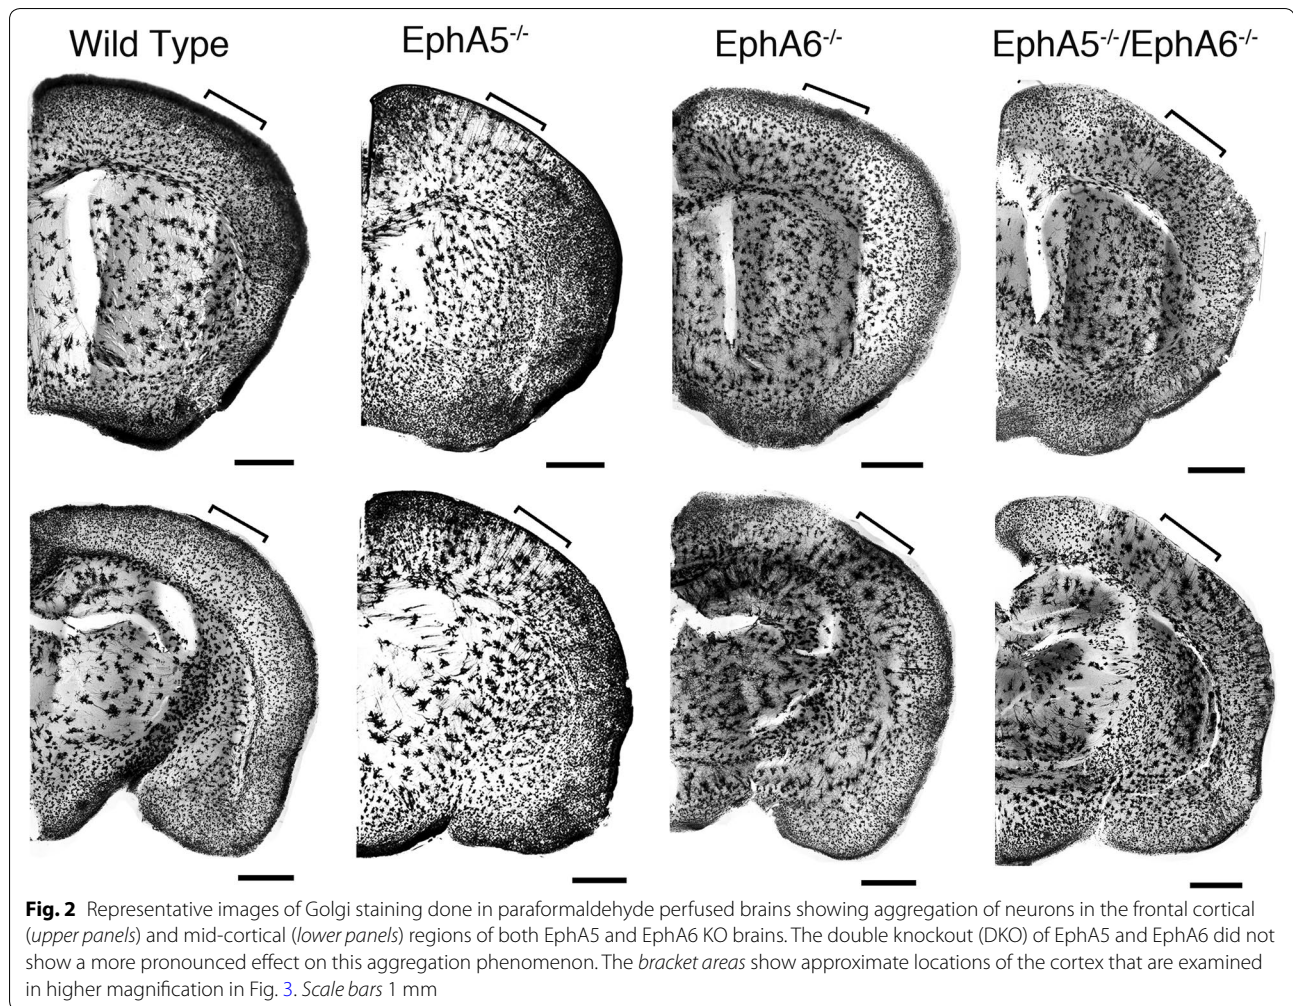 Wild Type
EphA5-/-
EphA6-/-
EphA5-/-/EphA6-/-
Fig. 2 Representative images of Golgi staining done in paraformaldehyde perfused brains showing aggregation of neurons in the frontal cortical
(upper panels) and mid-cortical (lower panels) regions of both EphA5 and EphA6 KO brains. The double knockout (DKO) of EphA5 and EphA6 did not
show a more pronounced effect on this aggregation phenomenon. The bracket areas show approximate locations of the cortex that are examined
in higher magnification in Fig. 3. Scale bars 1 mm